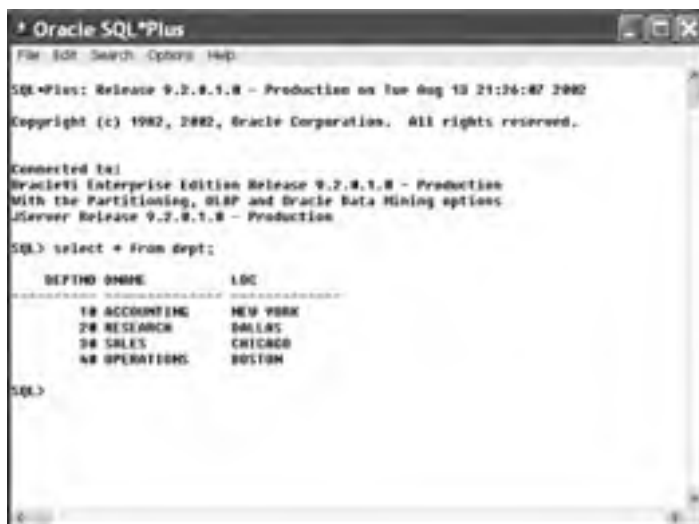 * Oracle SQL*Plus
File Edit Search Options Help
SQL*Plus: Release 9.2.0.1.0 - Production on Tue Aug 13 21:26:07 2002
Copyright (c) 1982, 2002, Oracle Corporation.  All rights reserved.
Connected to:
Oracle9i Enterprise Edition Release 9.2.0.1.0 - Production
With the Partitioning, OLAP and Oracle Data Mining options
JServer Release 9.2.0.1.0 - Production
SQL> select * from dept;
DEPTNO DNAME LOC
---------- -------------- -------------
10 ACCOUNTING NEW YORK
20 RESEARCH DALLAS
30 SALES CHICAGO
40 OPERATIONS BOSTON
SQL>